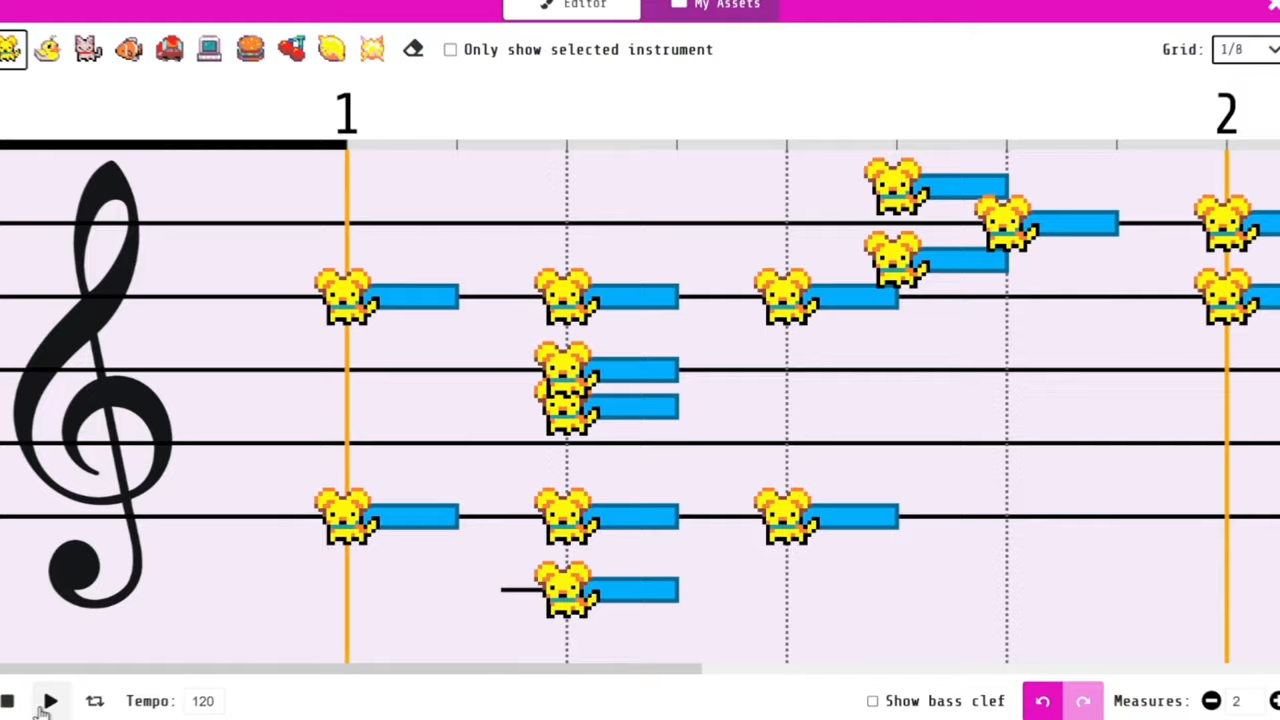 Editor
My Assets
Only show selected instrument
Grid: 1/8
1
2
Tempo: 120
Show bass clef
Measures: 2